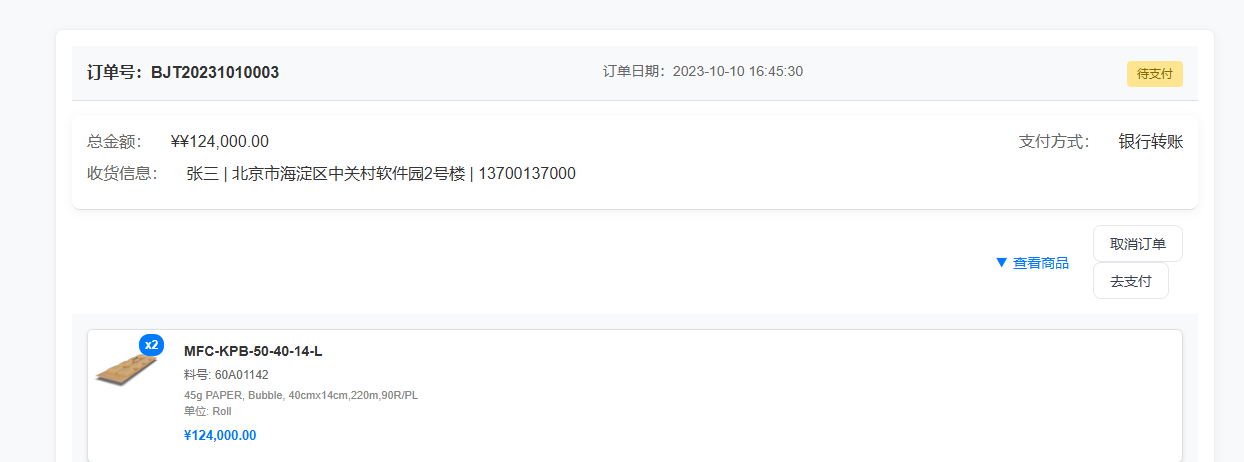 订单号：BJT20231010003 订单日期：2023-10-10 16:45:30 待支付
总金额： ¥¥124,000.00 支付方式： 银行转账
收货信息： 张三 | 北京市海淀区中关村软件园2号楼 | 13700137000
取消订单
▼ 查看商品
去支付
x2
MFC-KPB-50-40-14-L
料号: 60A01142
45g PAPER, Bubble, 40cmx14cm,220m,90R/PL
单位: Roll
¥124,000.00